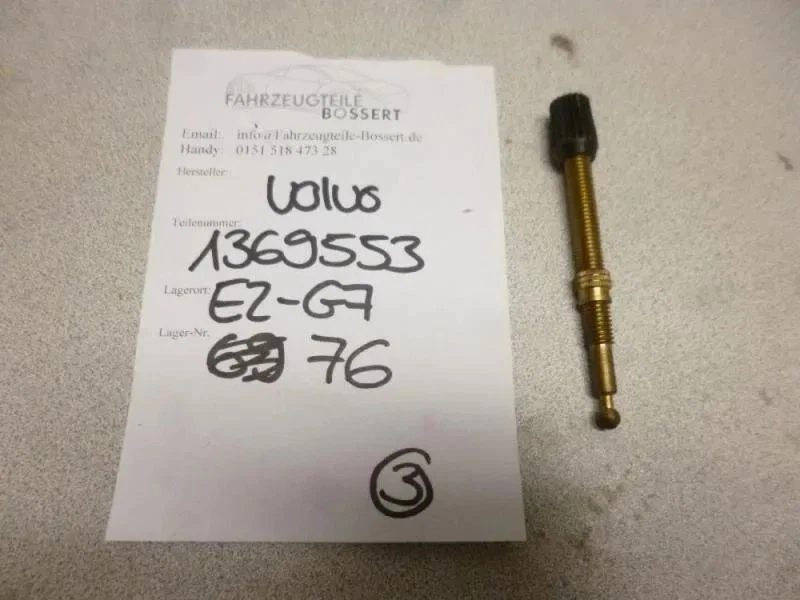 FAHRZEUGTEILE
BOSSERT
Email: info@Fahrzeugteile-Bossert.de
Handy: 0151 518 473 28
Hersteller:
Volvo
Teilenummer:
1369553
Lagerort: E2-G7
Lager-Nr. 76
3